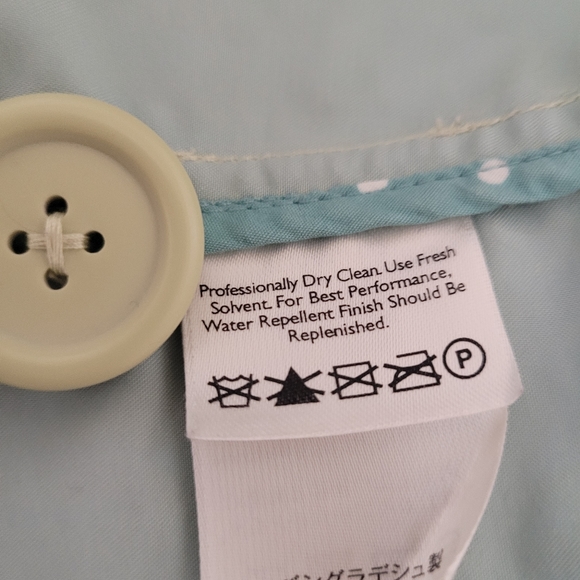 Professionally Dry Clean. Use Fresh
Solvent. For Best Performance,
Water Repellent Finish Should Be
Replenished.
P
バングラデシュ製